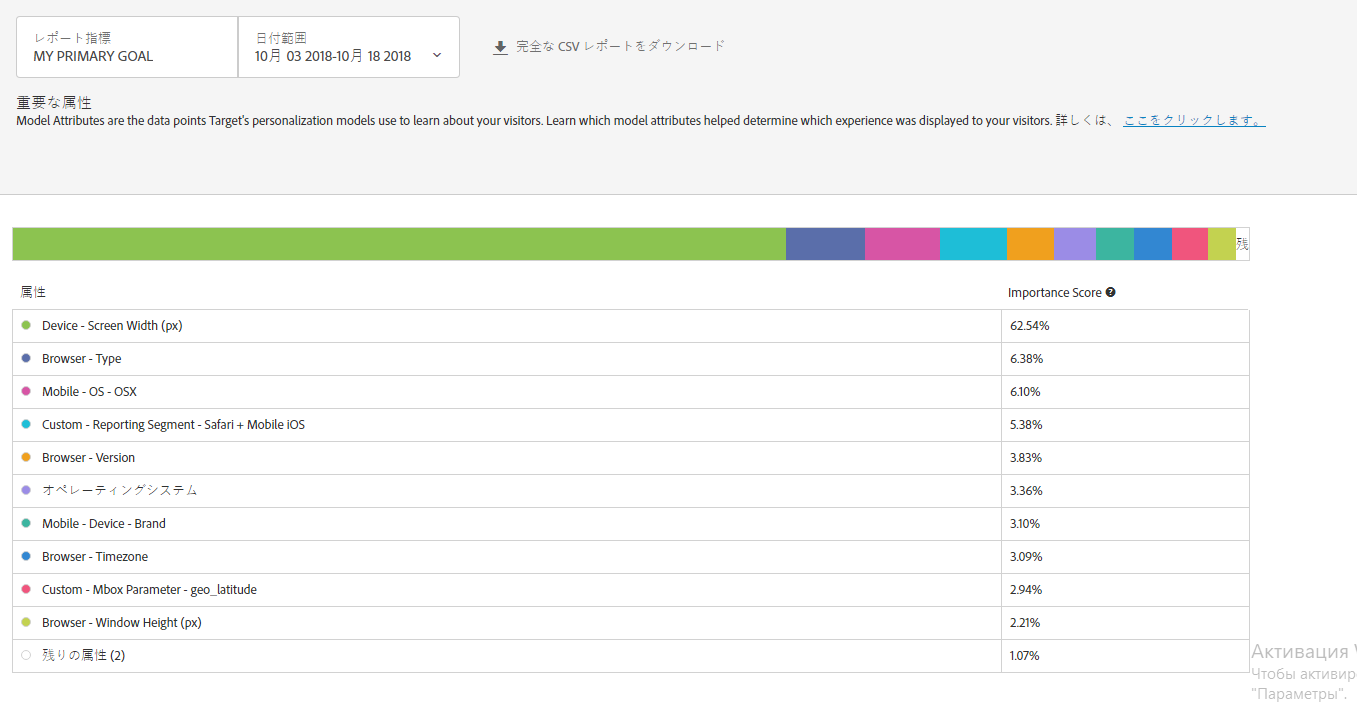 レポート指標
MY PRIMARY GOAL
日付範囲
10月 03 2018-10月 18 2018
完全な CSV レポートをダウンロード
重要な属性
Model Attributes are the data points Target's personalization models use to learn about your visitors. Learn which model attributes helped determine which experience was displayed to your visitors. 詳しくは、 ここをクリックします。
残
属性 Importance Score ?
Device - Screen Width (px) 62.54%
Browser - Type 6.38%
Mobile - OS - OSX 6.10%
Custom - Reporting Segment - Safari + Mobile iOS 5.38%
Browser - Version 3.83%
オペレーティングシステム 3.36%
Mobile - Device - Brand 3.10%
Browser - Timezone 3.09%
Custom - Mbox Parameter - geo_latitude 2.94%
Browser - Window Height (px) 2.21%
残りの属性 (2) 1.07%
Активация
Чтобы активир
"Параметры".